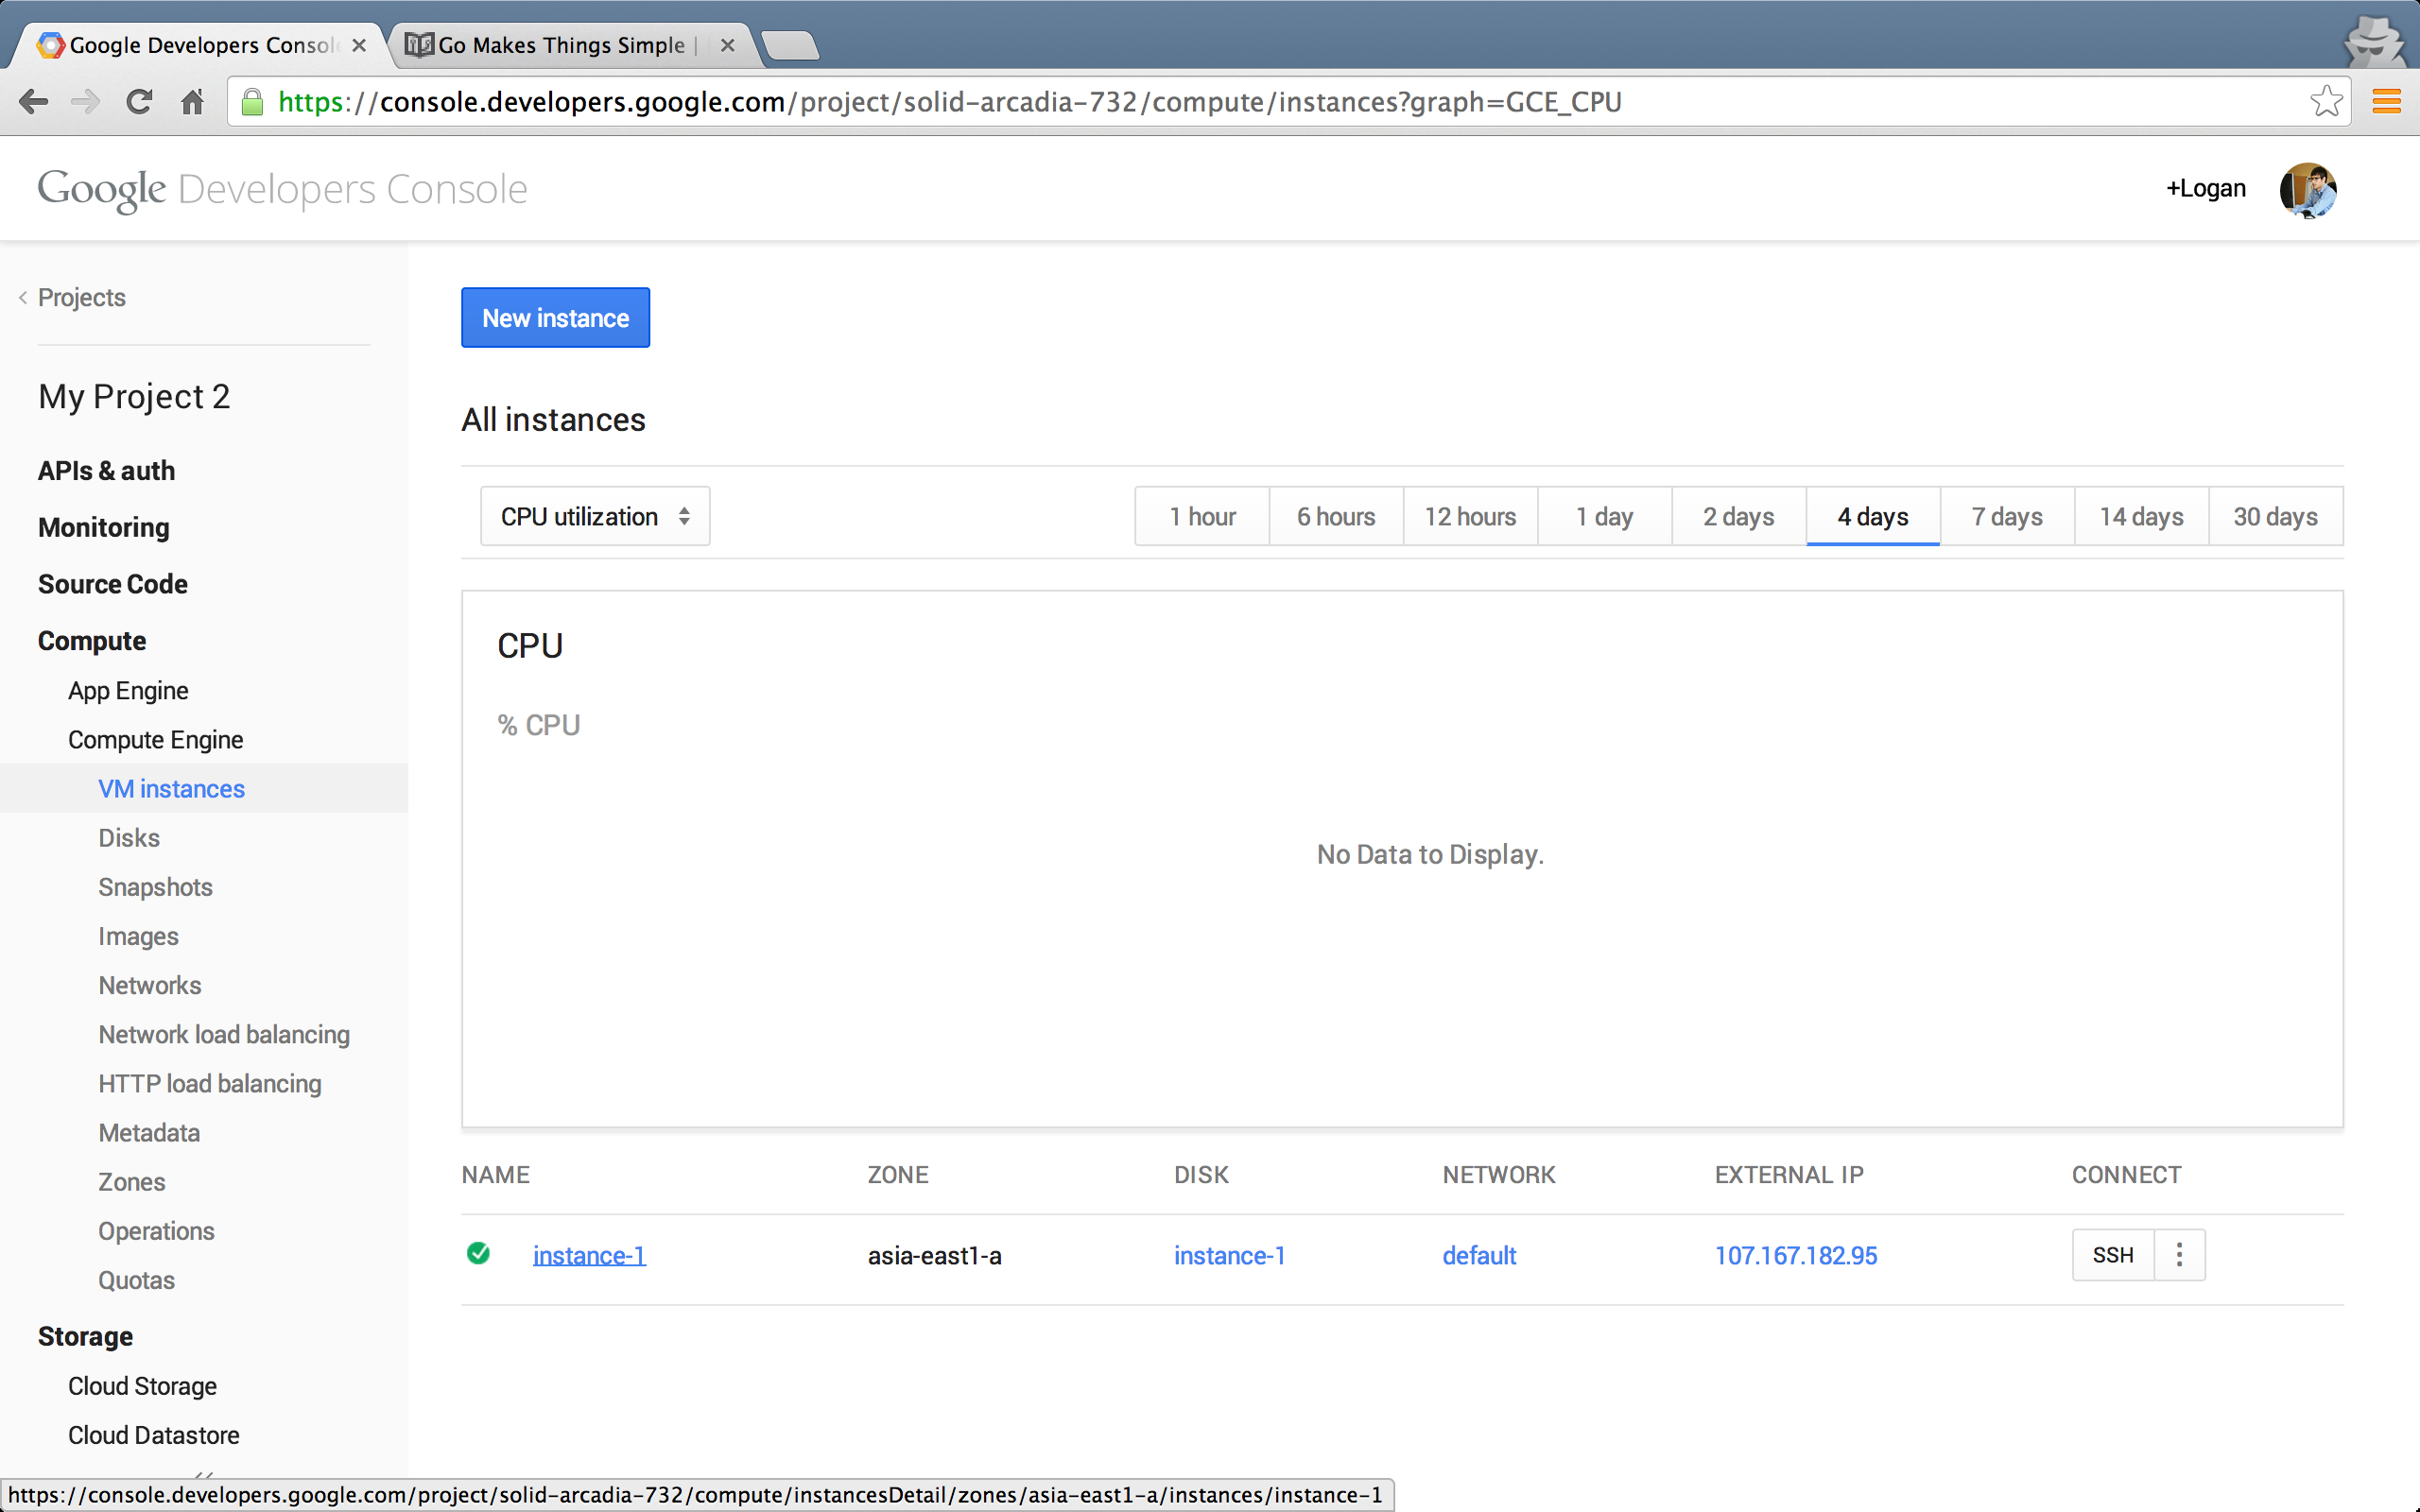 Google Developers Consol
Go Makes Things Simple |
https://console.developers.google.com/project/solid-arcadia-732/compute/instances?graph=GCE_CPU
Google Developers Console
+Logan
Projects
My Project 2
APIs & auth
Monitoring
Source Code
Compute
App Engine
Compute Engine
VM instances
Disks
Snapshots
Images
Networks
Network load balancing
HTTP load balancing
Metadata
Zones
Operations
Quotas
Storage
Cloud Storage
Cloud Datastore
New instance
All instances
CPU utilization
1 hour 6 hours 12 hours 1 day 2 days 4 days 7 days 14 days 30 days
CPU
% CPU
No Data to Display.
NAME ZONE DISK NETWORK EXTERNAL IP CONNECT
instance-1 asia-east1-a instance-1 default 107.167.182.95 SSH
https://console.developers.google.com/project/solid-arcadia-732/compute/instancesDetail/zones/asia-east1-a/instances/instance-1